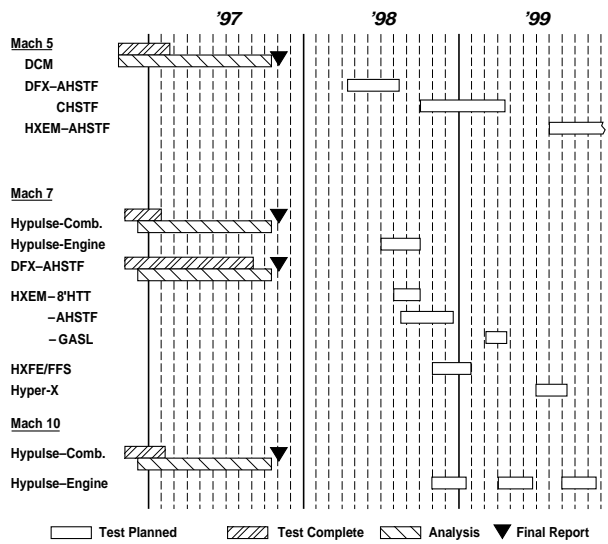 '97 '98 '99
Mach 5
DCM
DFX–AHSTF
CHSTF
HXEM–AHSTF
Mach 7
Hypulse-Comb.
Hypulse-Engine
DFX–AHSTF
HXEM– 8'HTT
–AHSTF
– GASL
HXFE/FFS
Hyper-X
Mach 10
Hypulse–Comb.
Hypulse–Engine
Test Planned Test Complete Analysis Final Report